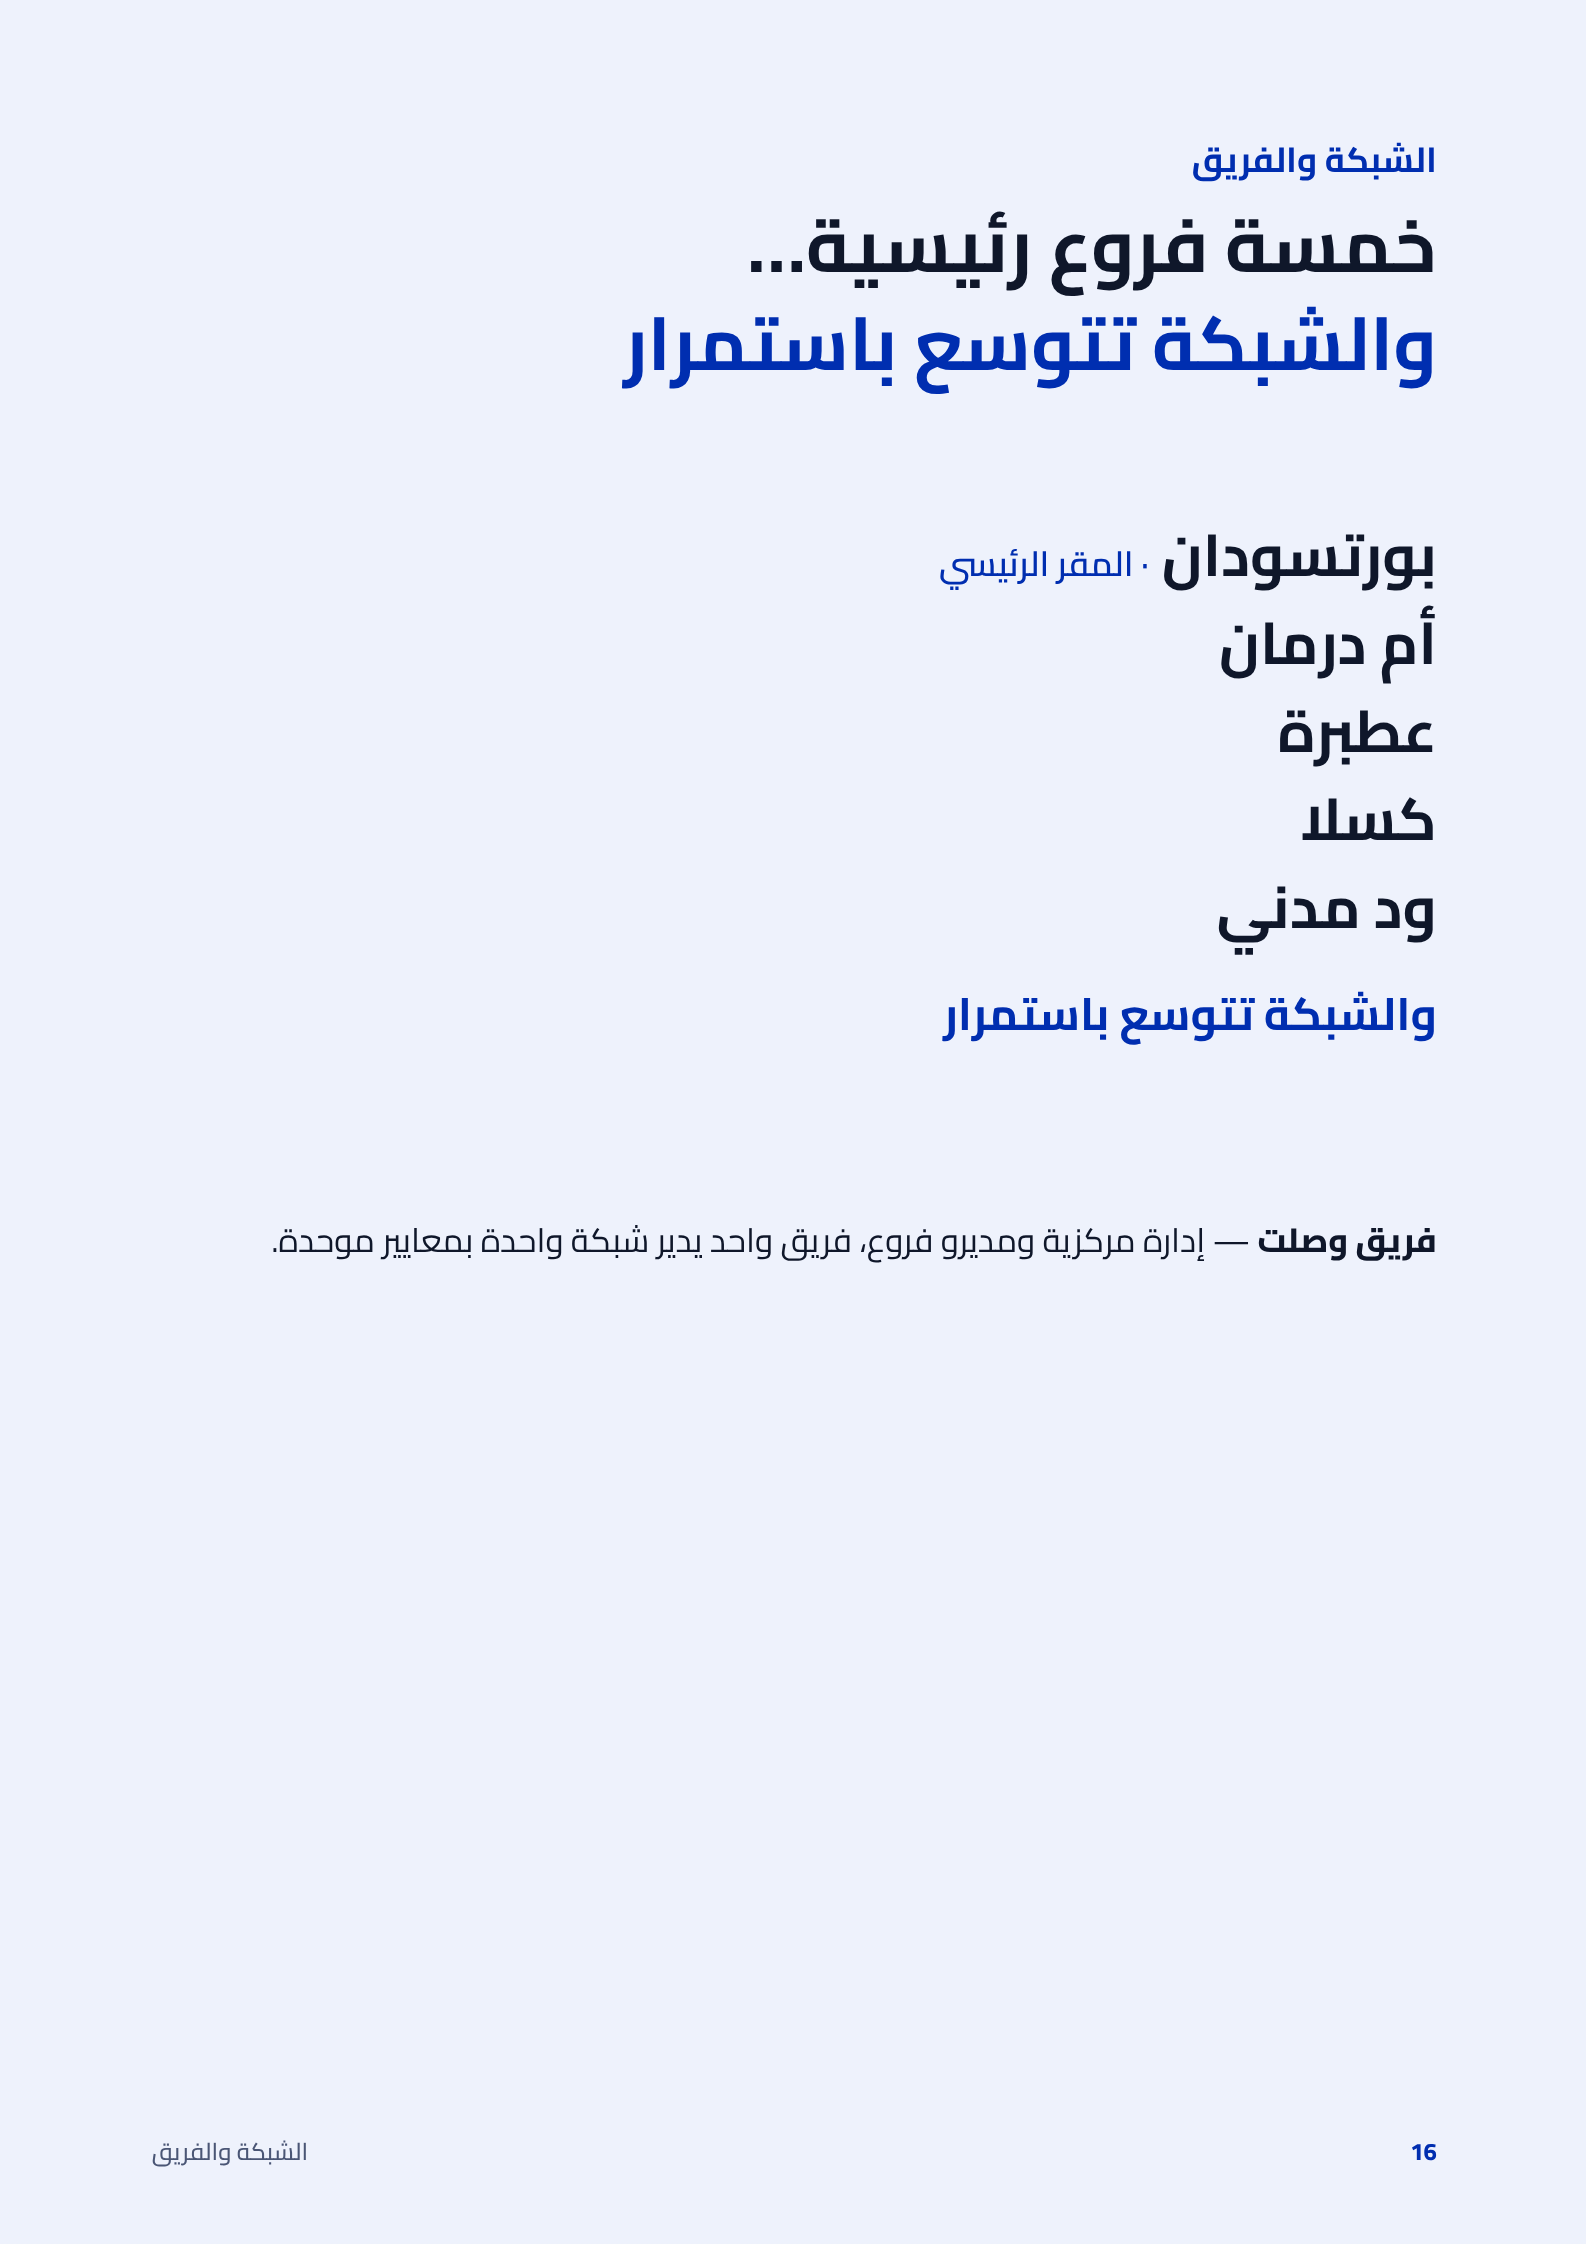 الشبكة والفريق
خمسة فروع رئيسية...
والشبكة تتوسع باستمرار
بورتسودان · المقر الرئيسي
أم درمان
عطبرة
كسلا
ود مدني
والشبكة تتوسع باستمرار
فريق وصلت — إدارة مركزية ومديرو فروع، فريق واحد يدير شبكة واحدة بمعايير موحدة.
16
الشبكة والفريق